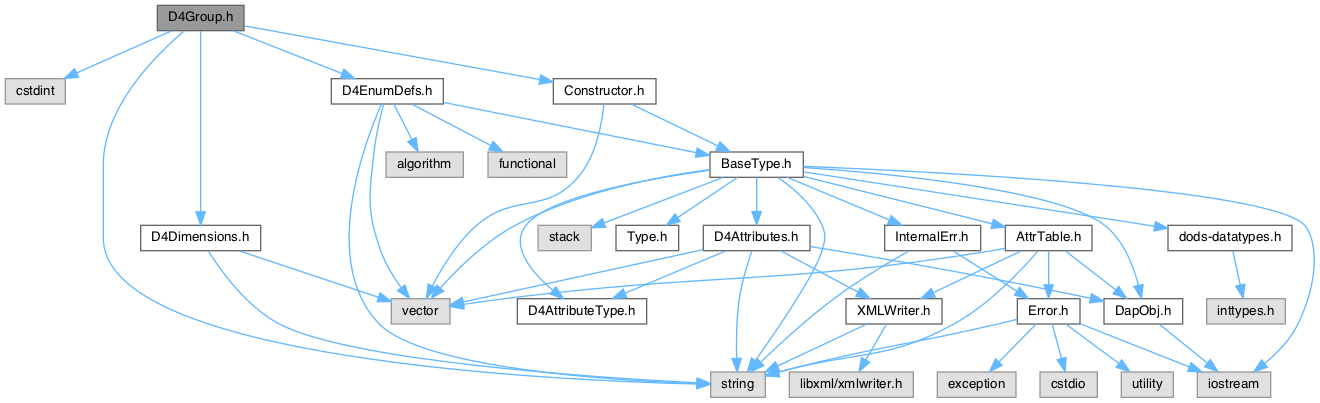 D4Group.h
cstdint
D4EnumDefs.h
Constructor.h
algorithm
functional
BaseType.h
D4Dimensions.h
stack
Type.h
D4Attributes.h
InternalErr.h
AttrTable.h
dods-datatypes.h
vector
D4AttributeType.h
XMLWriter.h
Error.h
DapObj.h
inttypes.h
string
libxml/xmlwriter.h
exception
cstdio
utility
iostream